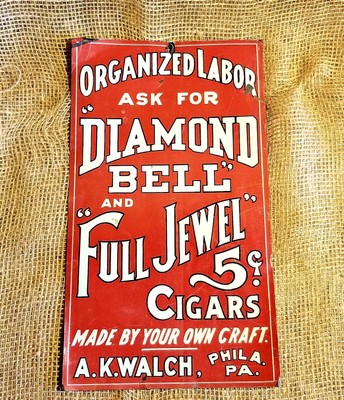 ORGANIZED LABOR
ASK FOR
"DIAMOND
BELL"
AND
"FULL JEWEL"
5¢.
CIGARS
MADE BY YOUR OWN CRAFT.
A.K.WALCH, PHILA.
PA.